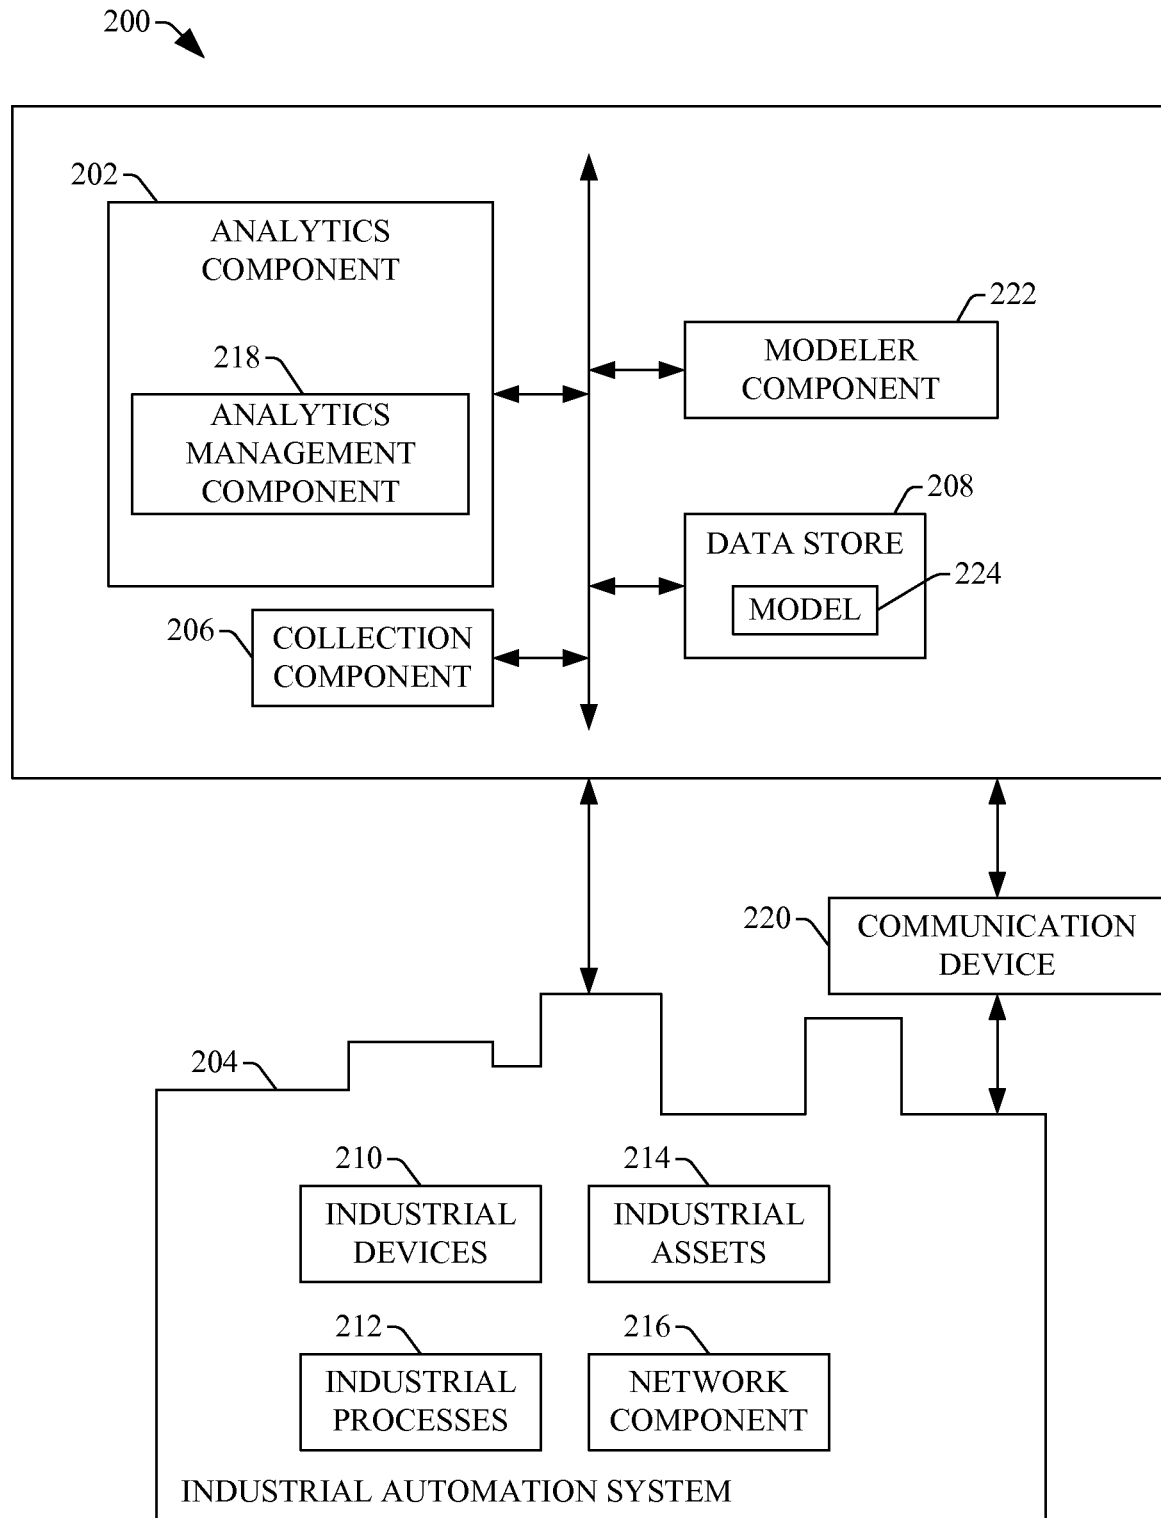 200
202
ANALYTICS
COMPONENT
218
ANALYTICS
MANAGEMENT
COMPONENT
222
MODELER
COMPONENT
208
DATA STORE
224
MODEL
206
COLLECTION
COMPONENT
220
COMMUNICATION
DEVICE
204
210
INDUSTRIAL
DEVICES
214
INDUSTRIAL
ASSETS
212
INDUSTRIAL
PROCESSES
216
NETWORK
COMPONENT
INDUSTRIAL AUTOMATION SYSTEM